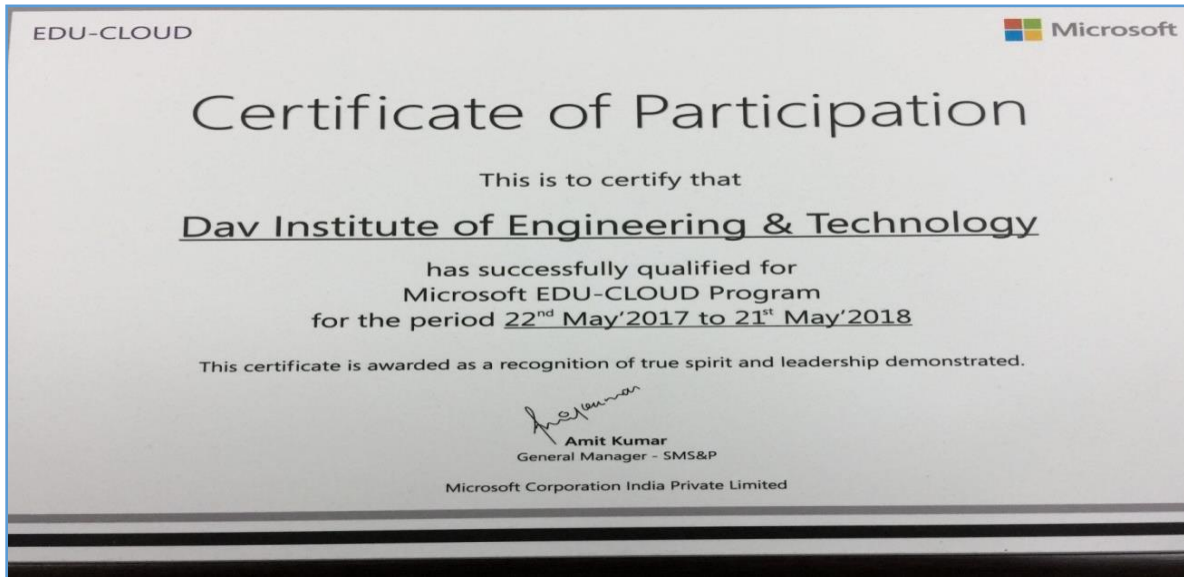 EDU-CLOUD
Microsoft
Certificate of Participation
This is to certify that
Dav Institute of Engineering & Technology
has successfully qualified for
Microsoft EDU-CLOUD Program
for the period 22nd May'2017 to 21st May'2018
This certificate is awarded as a recognition of true spirit and leadership demonstrated.
Amit Kumar
General Manager - SMS&P
Microsoft Corporation India Private Limited